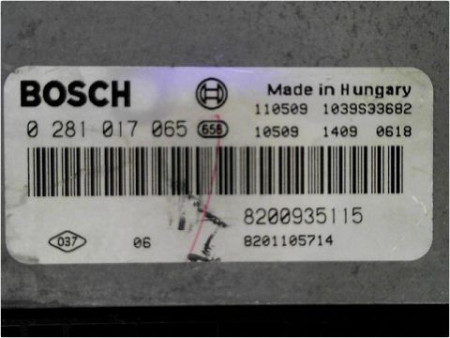 BOSCH
Made in Hungary
110509 1039S33682
0 281 017 065 658 10509 1409 0618
8200935115
037 06 8201105714